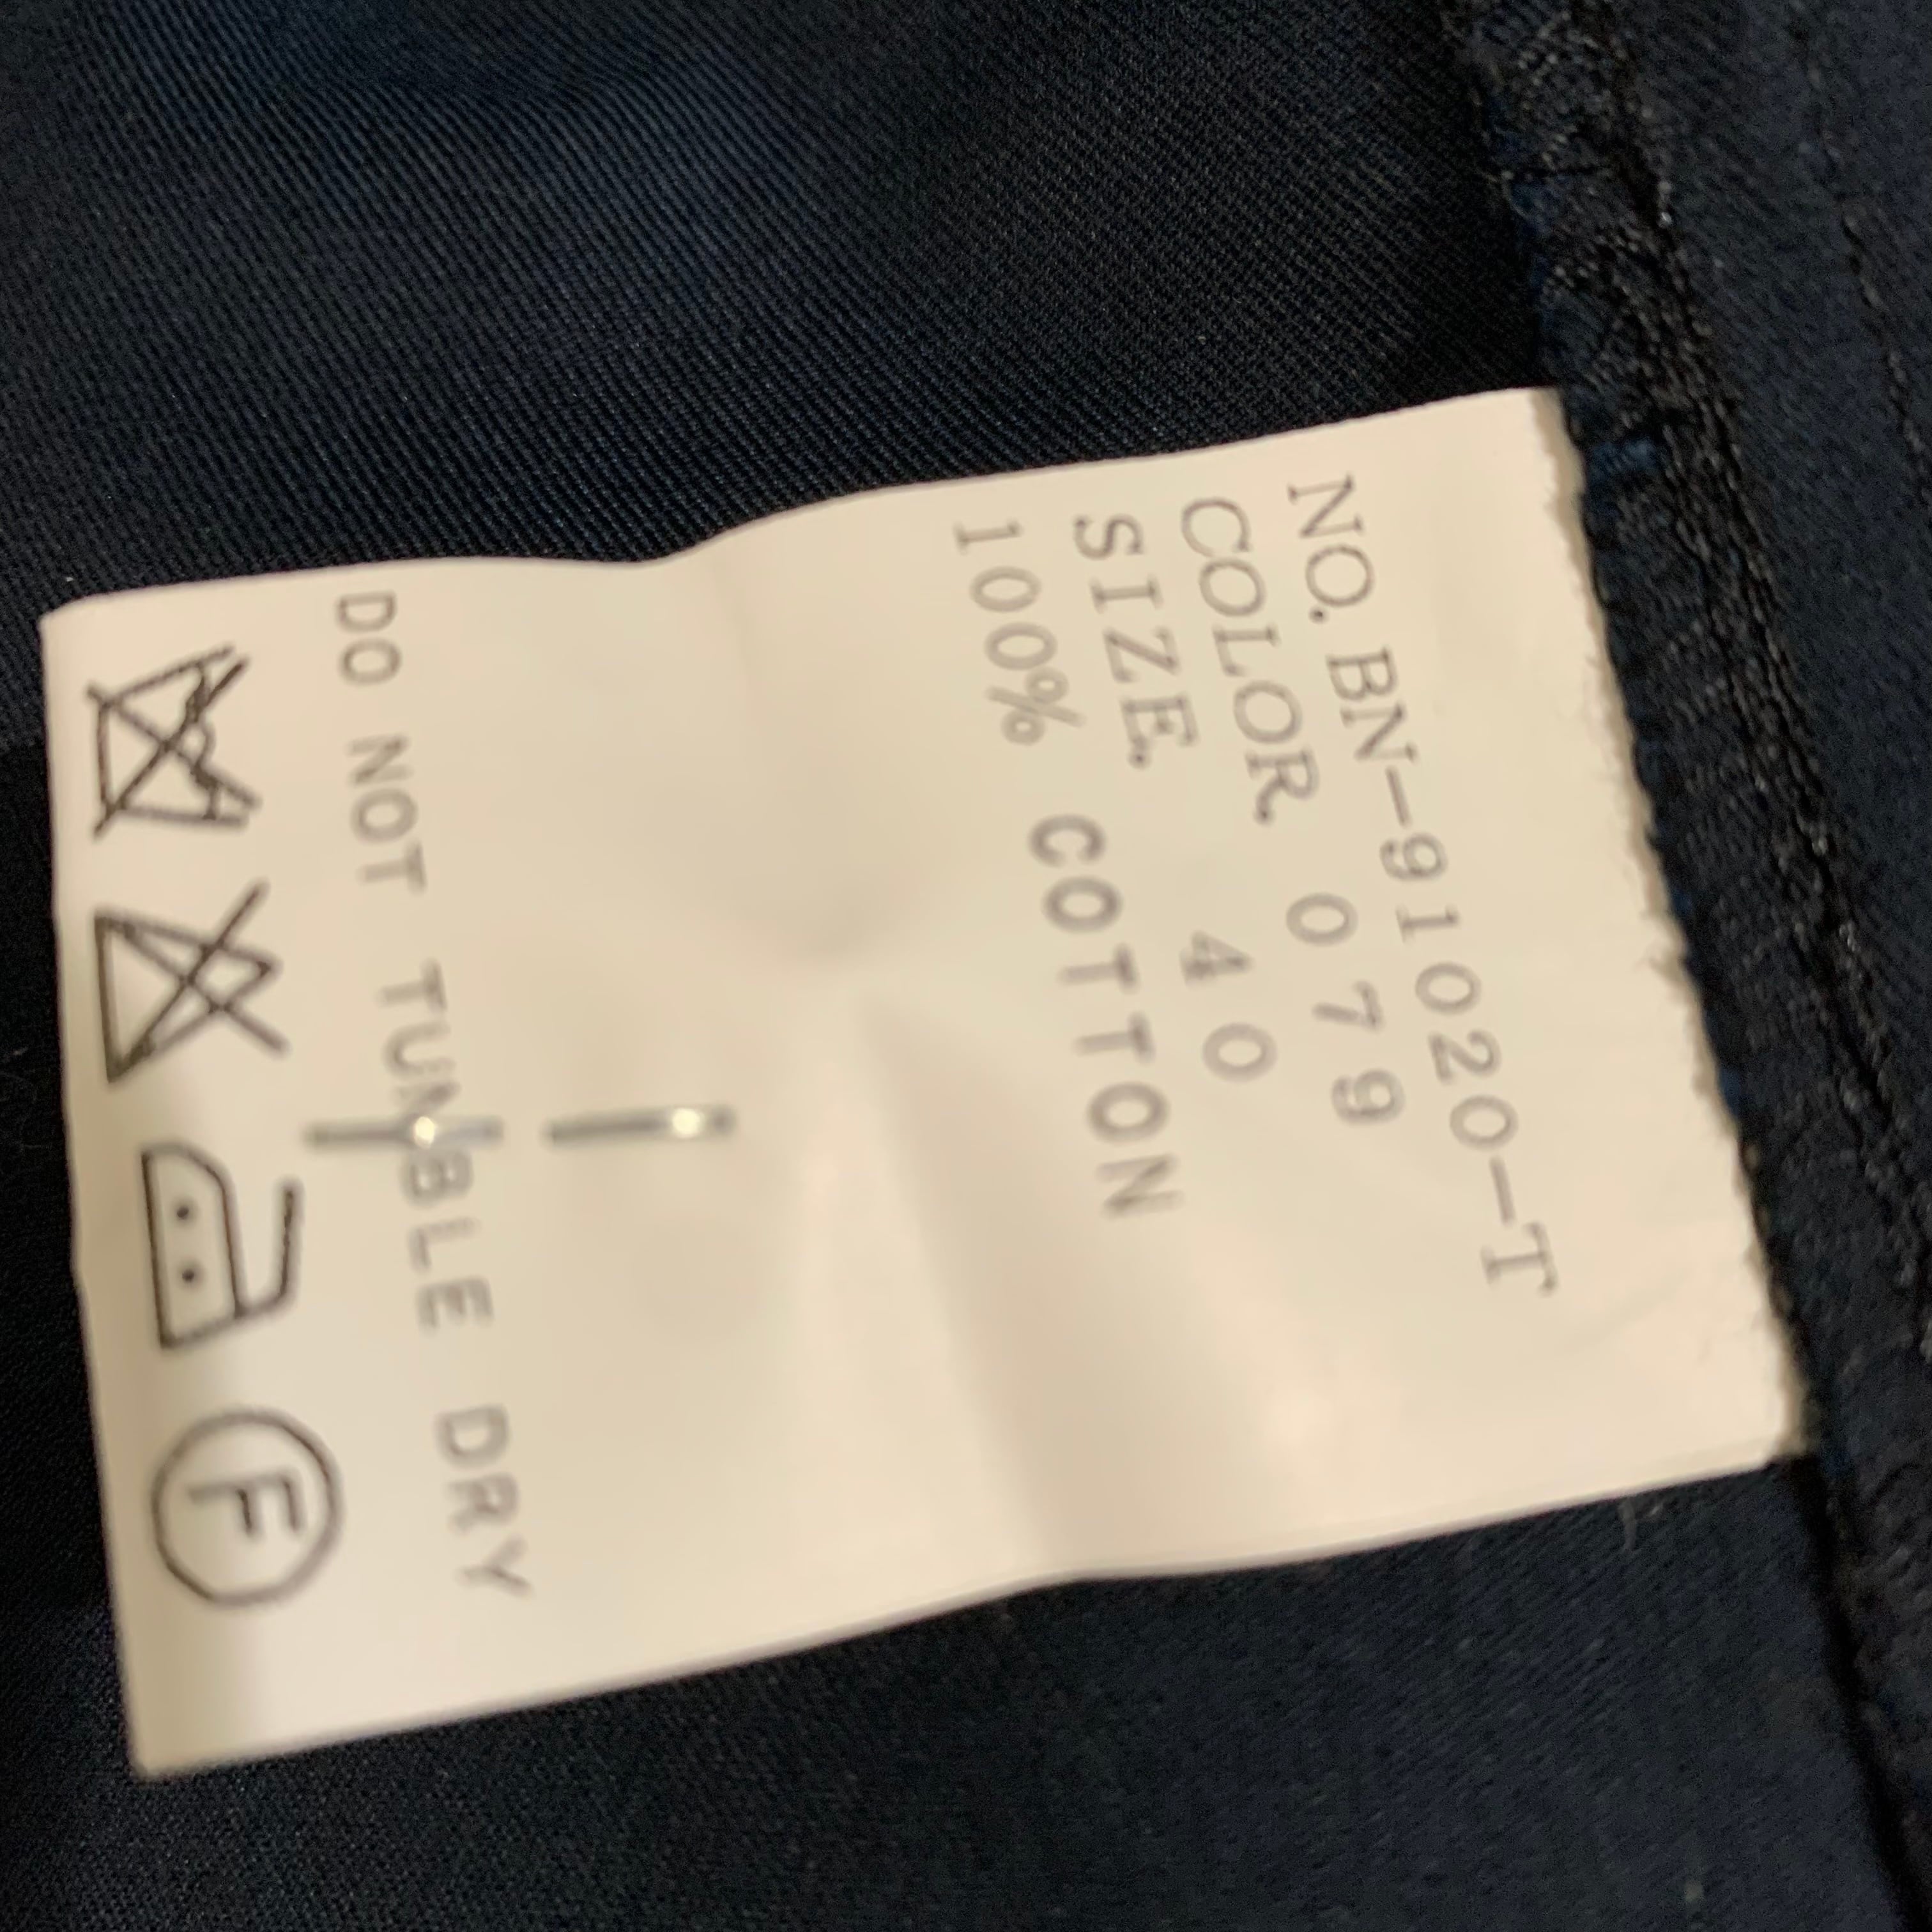 NO. BN-91020-T
COLOR. 079
SIZE. 40
100% COTTON
DO NOT TUMBLE DRY
F